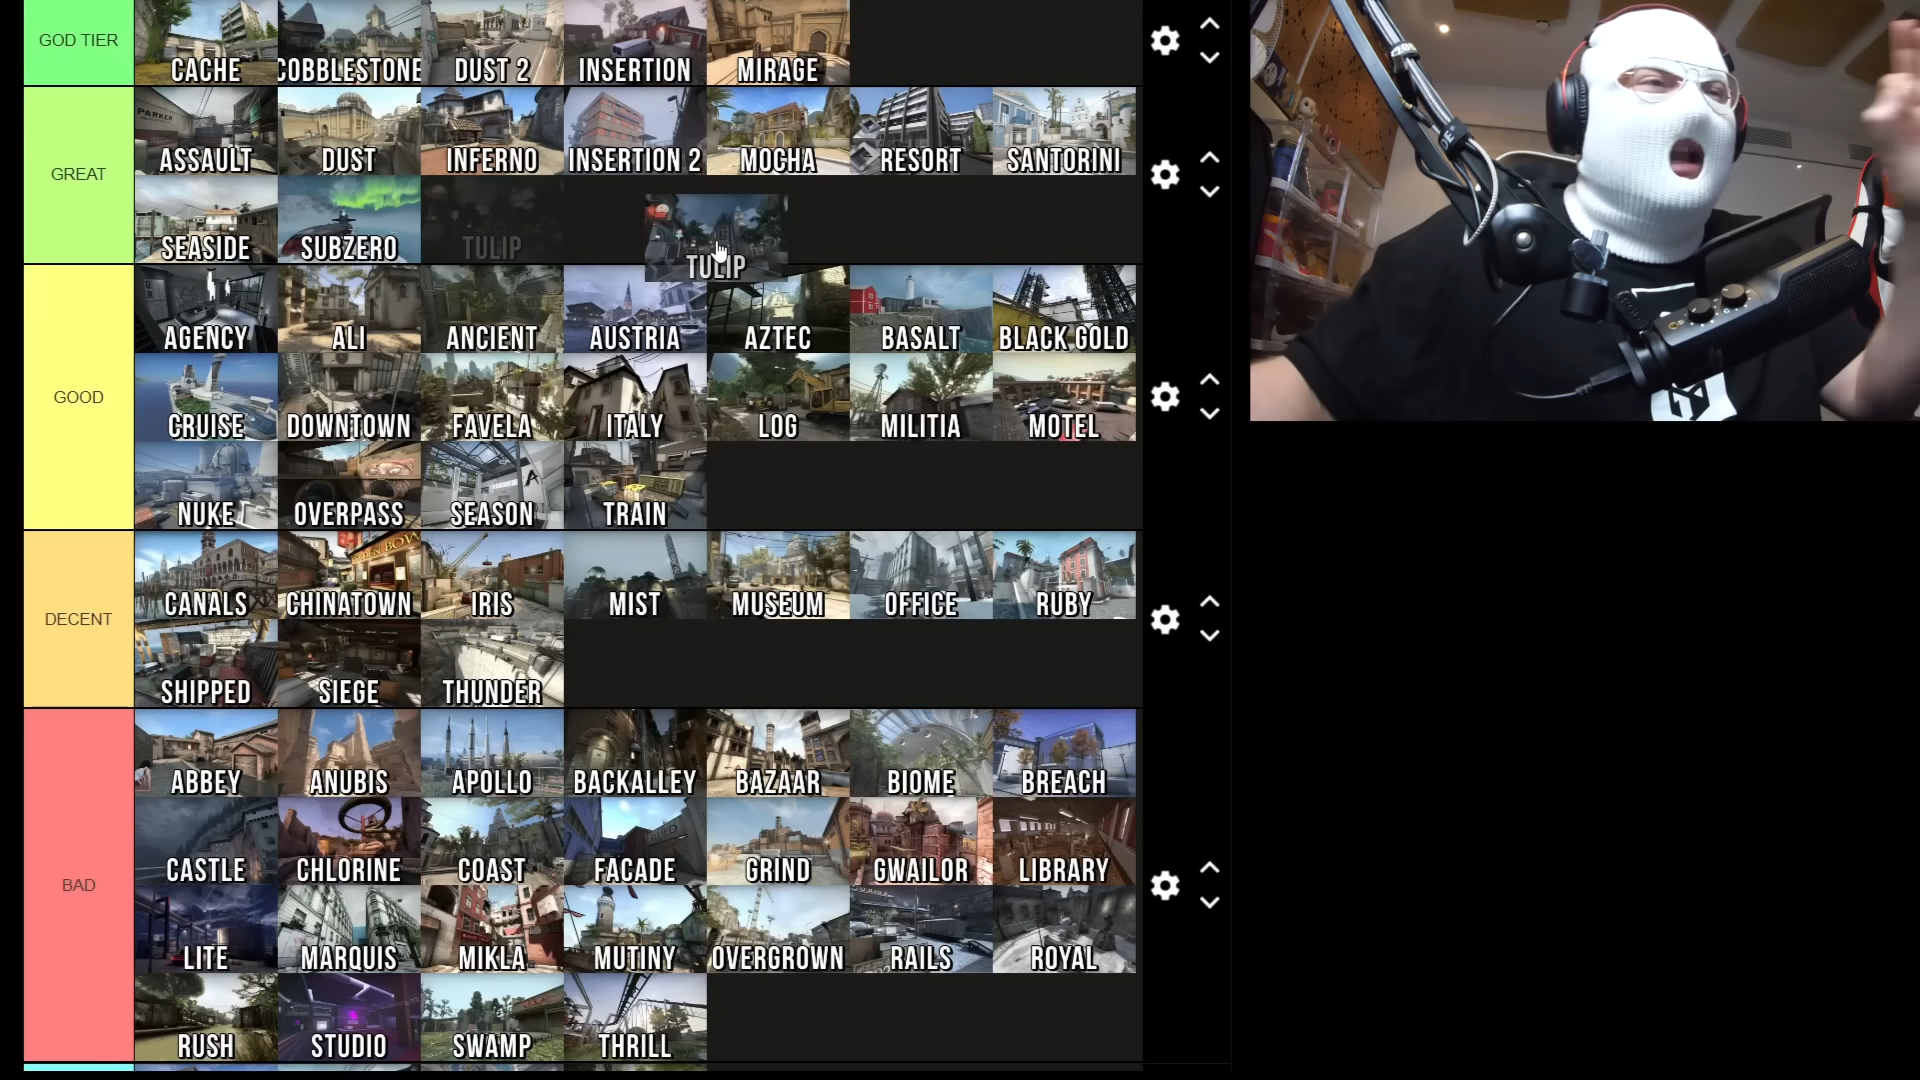 GOD TIER
CACHE COBBLESTONE DUST 2 INSERTION MIRAGE
GREAT
PARKER
ASSAULT DUST INFERNO INSERTION 2 MOCHA RESORT SANTORINI
SEASIDE SUBZERO TULIP TULIP
GOOD
AGENCY ALI ANCIENT AUSTRIA AZTEC BASALT BLACK GOLD
CRUISE DOWNTOWN FAVELA ITALY LOG MILITIA MOTEL
A
NUKE OVERPASS SEASON TRAIN
DECENT
CANALS CHINATOWN IRIS MIST MUSEUM OFFICE RUBY
SHIPPED SIEGE THUNDER
BAD
ABBEY ANUBIS APOLLO BACKALLEY BAZAAR BIOME BREACH
CASTLE CHLORINE COAST FACADE GRIND GWAILOR LIBRARY
LITE MARQUIS MIKLA MUTINY OVERGROWN RAILS ROYAL
RUSH STUDIO SWAMP THRILL